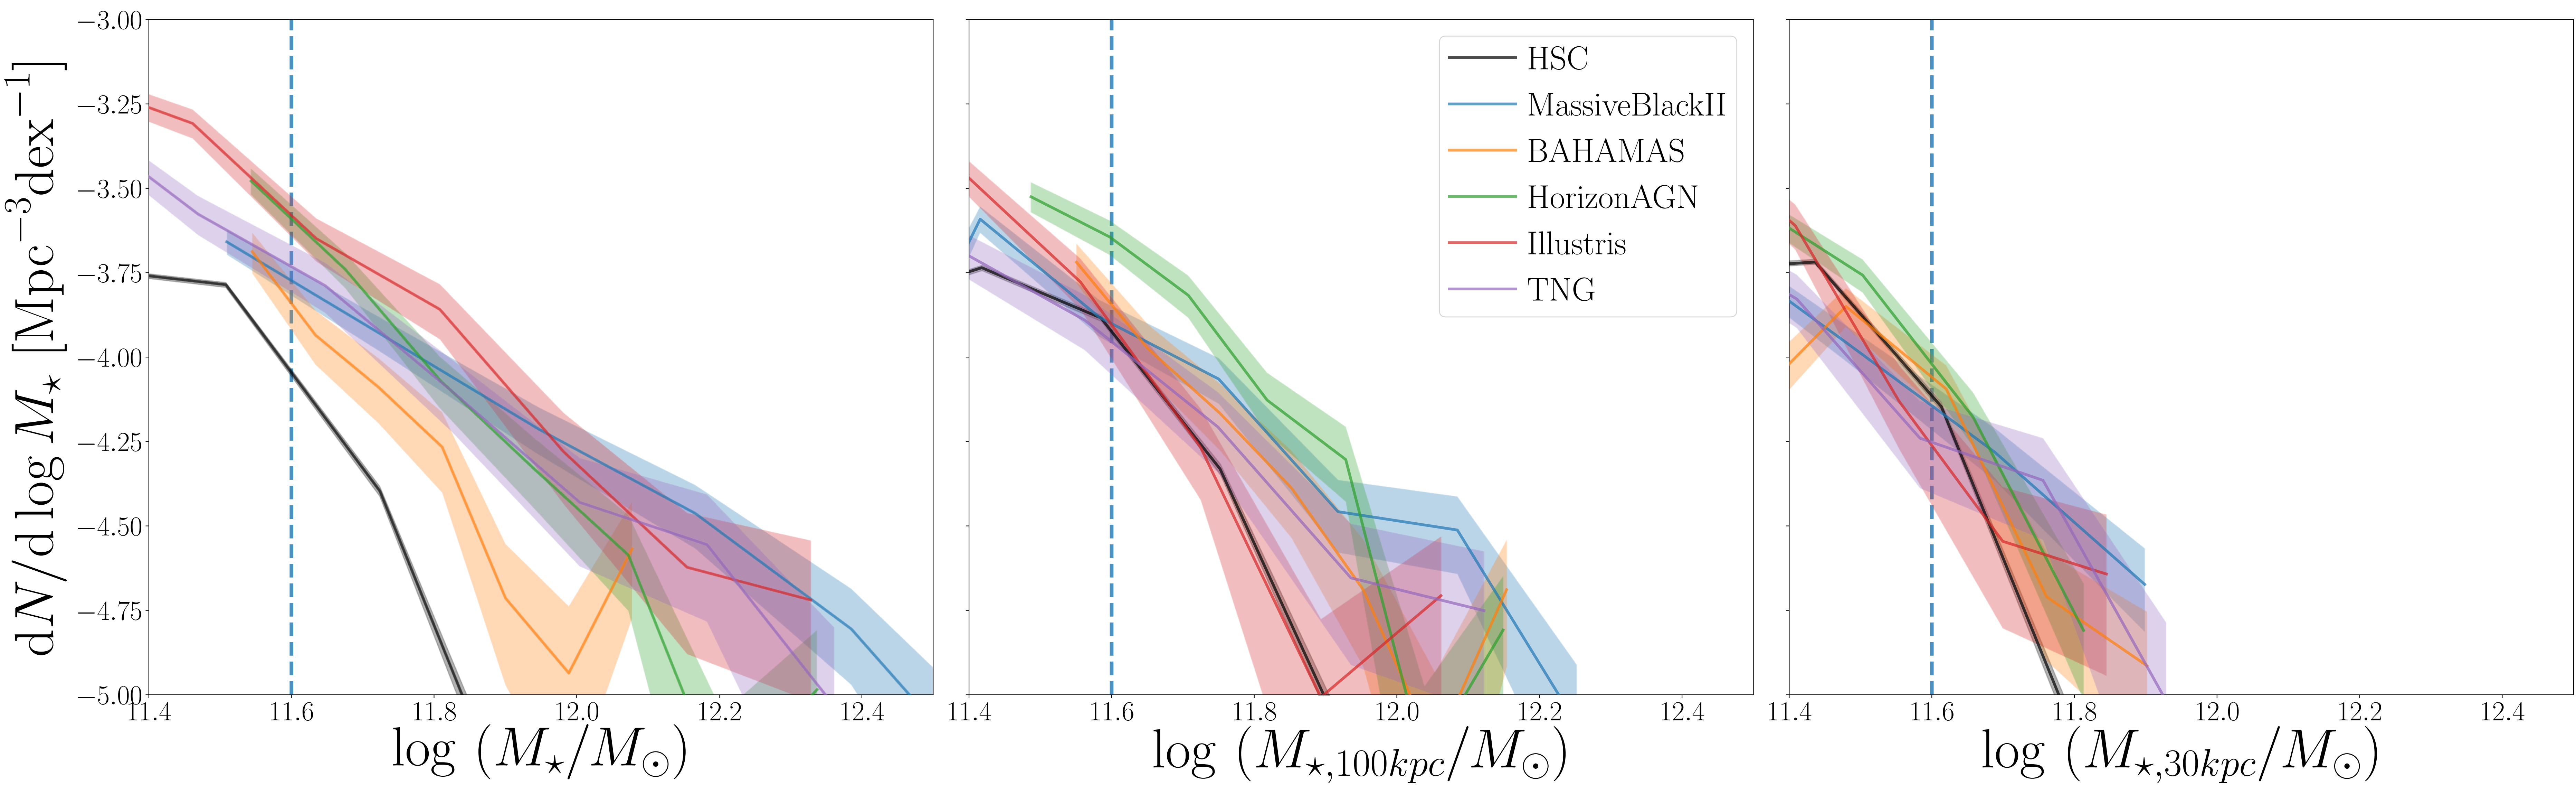 dN/d log M⋆ [Mpc⁻³dex⁻¹]
−3.00
−3.25
−3.50
−3.75
−4.00
−4.25
−4.50
−4.75
−5.00
11.4 11.6 11.8 12.0 12.2 12.4
log (M⋆/M⊙)
HSC
MassiveBlackII
BAHAMAS
HorizonAGN
Illustris
TNG
11.4 11.6 11.8 12.0 12.2 12.4
log (M⋆,100kpc/M⊙)
11.4 11.6 11.8 12.0 12.2 12.4
log (M⋆,30kpc/M⊙)